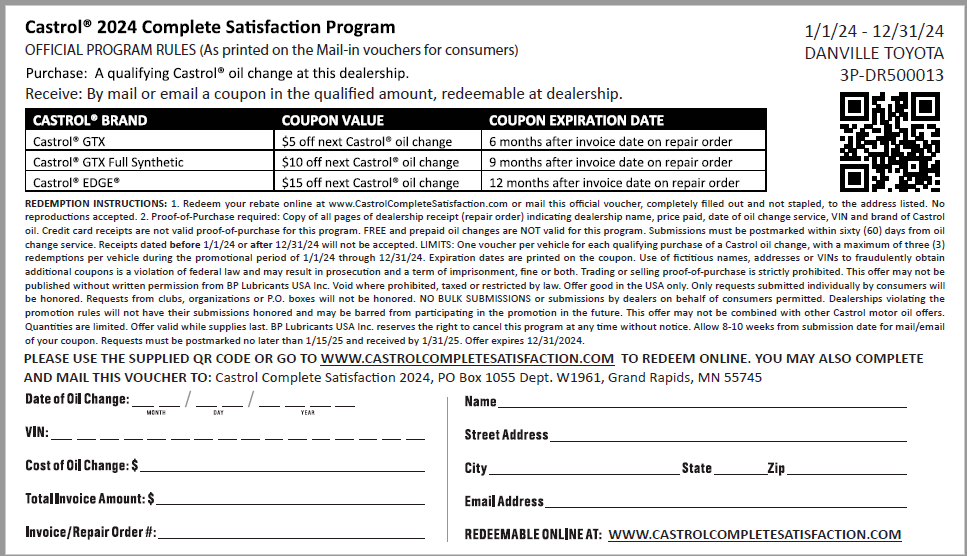 Castrol® 2024 Complete Satisfaction Program
OFFICIAL PROGRAM RULES (As printed on the Mail-in vouchers for consumers)
Purchase: A qualifying Castrol® oil change at this dealership.
Receive: By mail or email a coupon in the qualified amount, redeemable at dealership.
1/1/24 - 12/31/24
DANVILLE TOYOTA
3P-DR500013
CASTROL® BRAND COUPON VALUE COUPON EXPIRATION DATE
Castrol® GTX $5 off next Castrol® oil change 6 months after invoice date on repair order
Castrol® GTX Full Synthetic $10 off next Castrol® oil change 9 months after invoice date on repair order
Castrol® EDGE® $15 off next Castrol® oil change 12 months after invoice date on repair order
REDEMPTION INSTRUCTIONS: 1. Redeem your rebate online at www.CastrolCompleteSatisfaction.com or mail this official voucher, completely filled out and not stapled, to the address listed. No
reproductions accepted. 2. Proof-of-Purchase required: Copy of all pages of dealership receipt (repair order) indicating dealership name, price paid, date of oil change service, VIN and brand of Castrol
oil. Credit card receipts are not valid proof-of-purchase for this program. FREE and prepaid oil changes are NOT valid for this program. Submissions must be postmarked within sixty (60) days from oil
change service. Receipts dated before 1/1/24 or after 12/31/24 will not be accepted. LIMITS: One voucher per vehicle for each qualifying purchase of a Castrol oil change, with a maximum of three (3)
redemptions per vehicle during the promotional period of 1/1/24 through 12/31/24. Expiration dates are printed on the coupon. Use of fictitious names, addresses or VINs to fraudulently obtain
additional coupons is a violation of federal law and may result in prosecution and a term of imprisonment, fine or both. Trading or selling proof-of-purchase is strictly prohibited. This offer may not be
published without written permission from BP Lubricants USA Inc. Void where prohibited, taxed or restricted by law. Offer good in the USA only. Only requests submitted individually by consumers will
be honored. Requests from clubs, organizations or P.O. boxes will not be honored. NO BULK SUBMISSIONS or submissions by dealers on behalf of consumers permitted. Dealerships violating the
promotion rules will not have their submissions honored and may be barred from participating in the promotion in the future. This offer may not be combined with other Castrol motor oil offers.
Quantities are limited. Offer valid while supplies last. BP Lubricants USA Inc. reserves the right to cancel this program at any time without notice. Allow 8-10 weeks from submission date for mail/email
of your coupon. Requests must be postmarked no later than 1/15/25 and received by 1/31/25. Offer expires 12/31/2024.
PLEASE USE THE SUPPLIED QR CODE OR GO TO WWW.CASTROLCOMPLETESATISFACTION.COM TO REDEEM ONLINE. YOU MAY ALSO COMPLETE
AND MAIL THIS VOUCHER TO: Castrol Complete Satisfaction 2024, PO Box 1055 Dept. W1961, Grand Rapids, MN 55745
Date of Oil Change: / /
MONTH DAY YEAR
VIN:
Cost of Oil Change: $
Total Invoice Amount: $
Invoice/Repair Order #:
Name
Street Address
City State Zip
Email Address
REDEEMABLE ONLINE AT: WWW.CASTROLCOMPLETESATISFACTION.COM